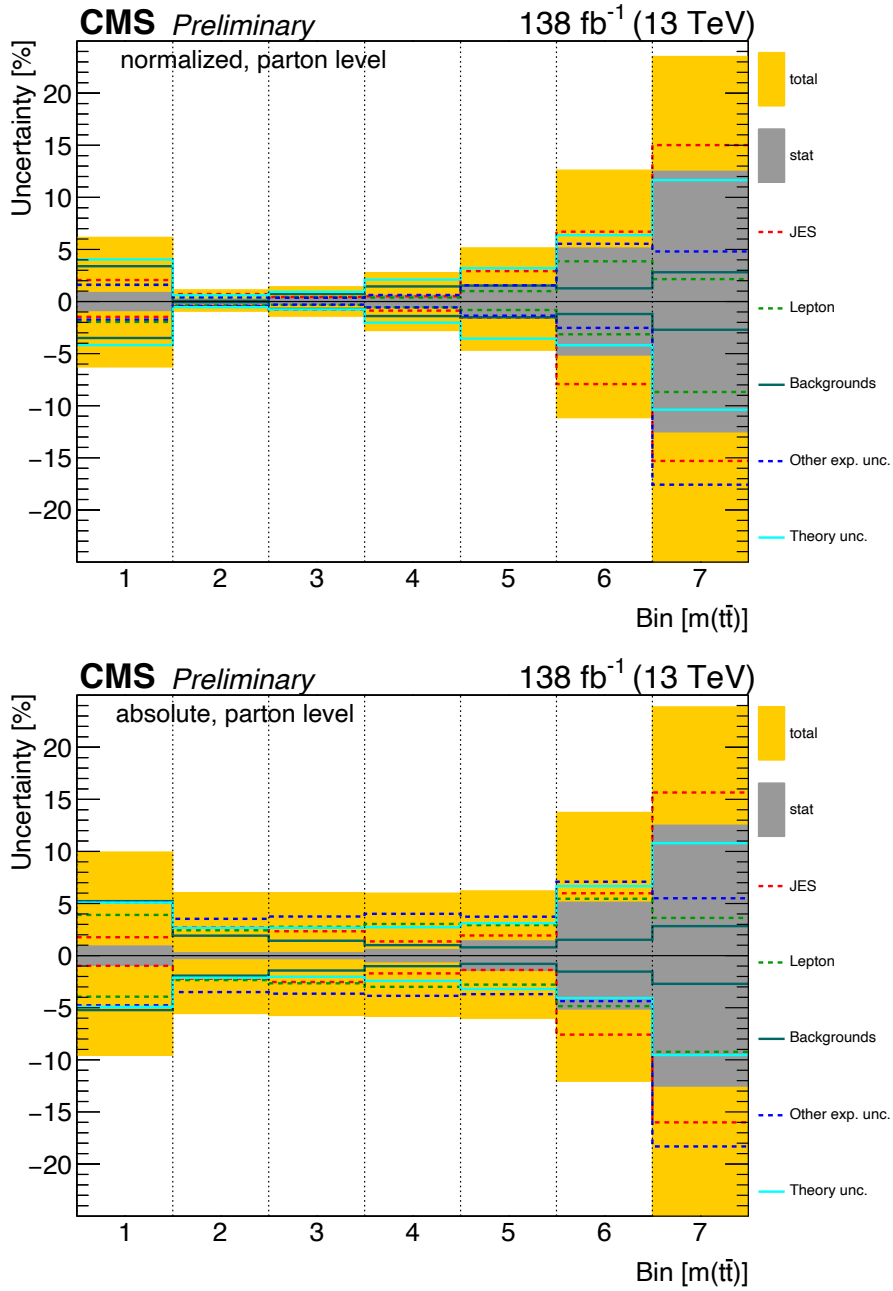 CMS Preliminary 138 fb⁻¹ (13 TeV)
normalized, parton level
Uncertainty [%]
20
15
10
5
0
−5
−10
−15
−20
1 2 3 4 5 6 7
Bin [m(tt̄)]
total
stat
JES
Lepton
Backgrounds
Other exp. unc.
Theory unc.
CMS Preliminary 138 fb⁻¹ (13 TeV)
absolute, parton level
Uncertainty [%]
20
15
10
5
0
−5
−10
−15
−20
1 2 3 4 5 6 7
Bin [m(tt̄)]
total
stat
JES
Lepton
Backgrounds
Other exp. unc.
Theory unc.